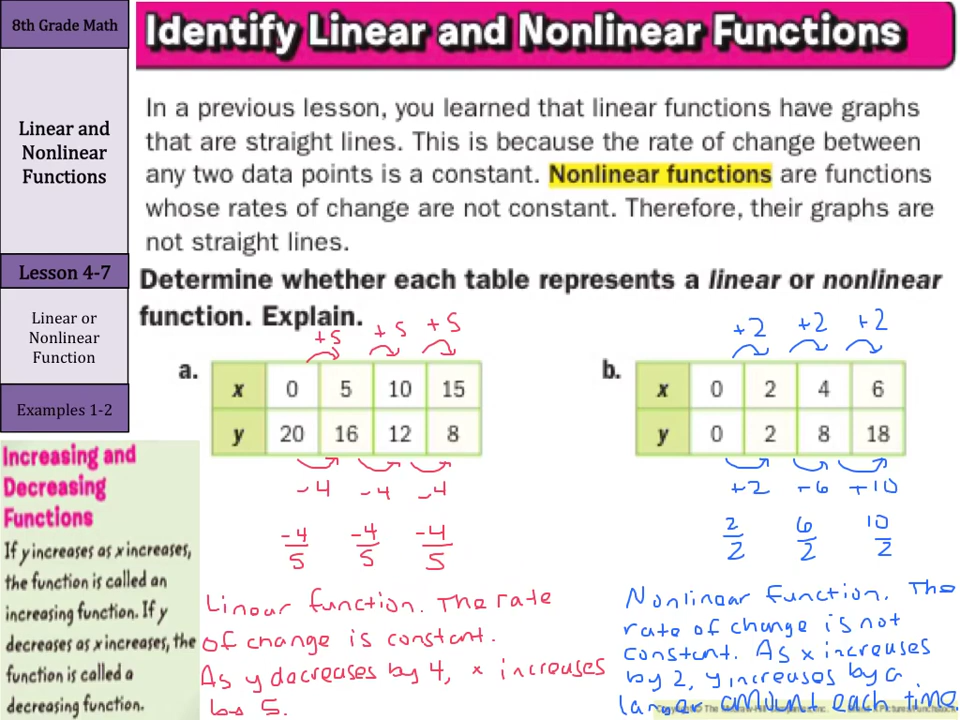 8th Grade Math
Linear and
Nonlinear
Functions
Lesson 4-7
Linear or
Nonlinear
Function
Examples 1-2
Increasing and
Decreasing
Functions
If y increases as x increases,
the function is called an
increasing function. If y
decreases as x increases, the
function is called a
decreasing function.
Identify Linear and Nonlinear Functions
In a previous lesson, you learned that linear functions have graphs
that are straight lines. This is because the rate of change between
any two data points is a constant. Nonlinear functions are functions
whose rates of change are not constant. Therefore, their graphs are
not straight lines.
Determine whether each table represents a linear or nonlinear
function. Explain.
+5 +5 +5
a.
x 0 5 10 15
y 20 16 12 8
-4 -4 -4
-4/5 -4/5 -4/5
Linear function. The rate
of change is constant.
As y decreases by 4, x increases
by 5.
+2 +2 +2
b.
x 0 2 4 6
y 0 2 8 18
+2 +6 +10
2/2 6/2 10/2
Nonlinear function. The
rate of change is not
constant. As x increases
by 2, y increases by a
larger amount each time